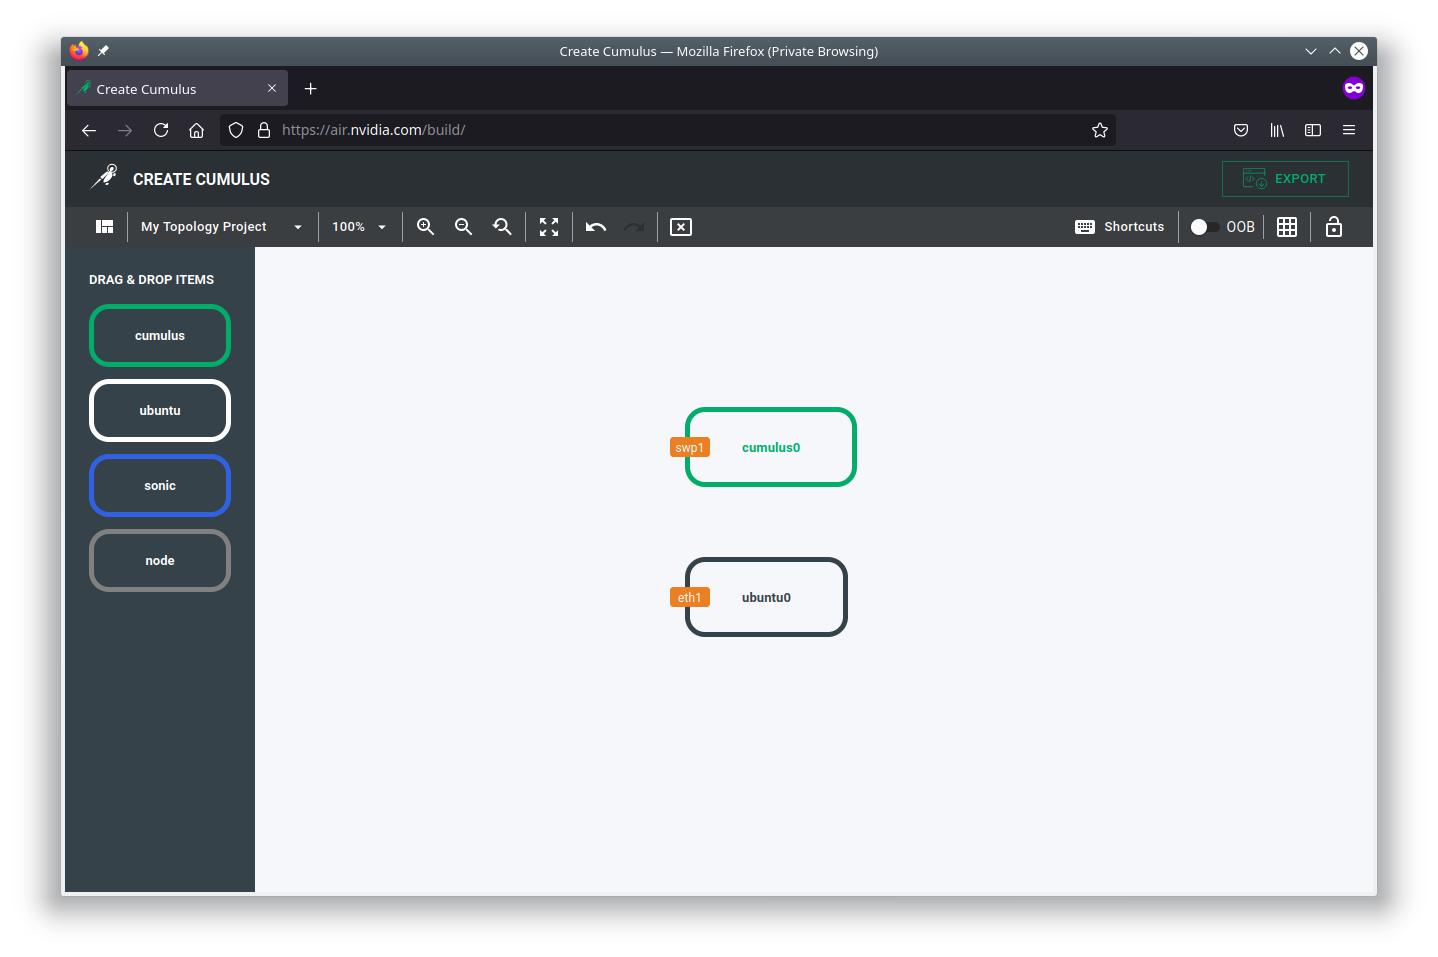 Create Cumulus — Mozilla Firefox (Private Browsing)
Create Cumulus
https://air.nvidia.com/build/
CREATE CUMULUS
EXPORT
My Topology Project
100%
Shortcuts
OOB
DRAG & DROP ITEMS
cumulus
ubuntu
sonic
node
swp1
cumulus0
eth1
ubuntu0